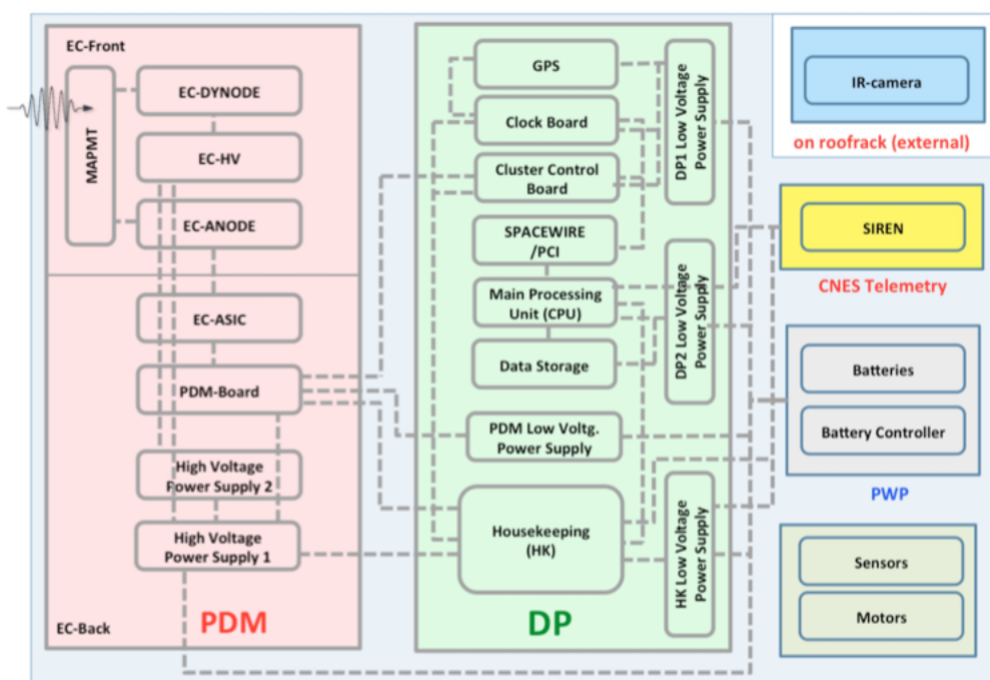 EC-Front
MAPMT
EC-DYNODE
EC-HV
EC-ANODE
EC-ASIC
PDM-Board
High Voltage
Power Supply 2
High Voltage
Power Supply 1
EC-Back
PDM
GPS
Clock Board
Cluster Control
Board
SPACEWIRE
/PCI
Main Processing
Unit (CPU)
Data Storage
PDM Low Voltg.
Power Supply
Housekeeping
(HK)
DP
DP1 Low Voltage
Power Supply
DP2 Low Voltage
Power Supply
HK Low Voltage
Power Supply
IR-camera
on roofrack (external)
SIREN
CNES Telemetry
Batteries
Battery Controller
PWP
Sensors
Motors